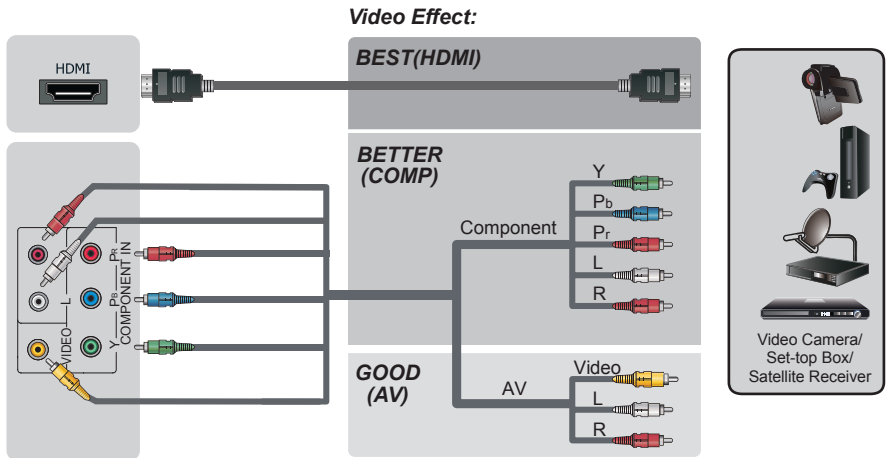 Video Effect:
HDMI
BEST(HDMI)
BETTER
(COMP)
Component
Y
Pb
Pr
L
R
GOOD
(AV)
AV
Video
L
R
VIDEO
L
Y
PB
PR
COMPONENT IN
Video Camera/
Set-top Box/
Satellite Receiver